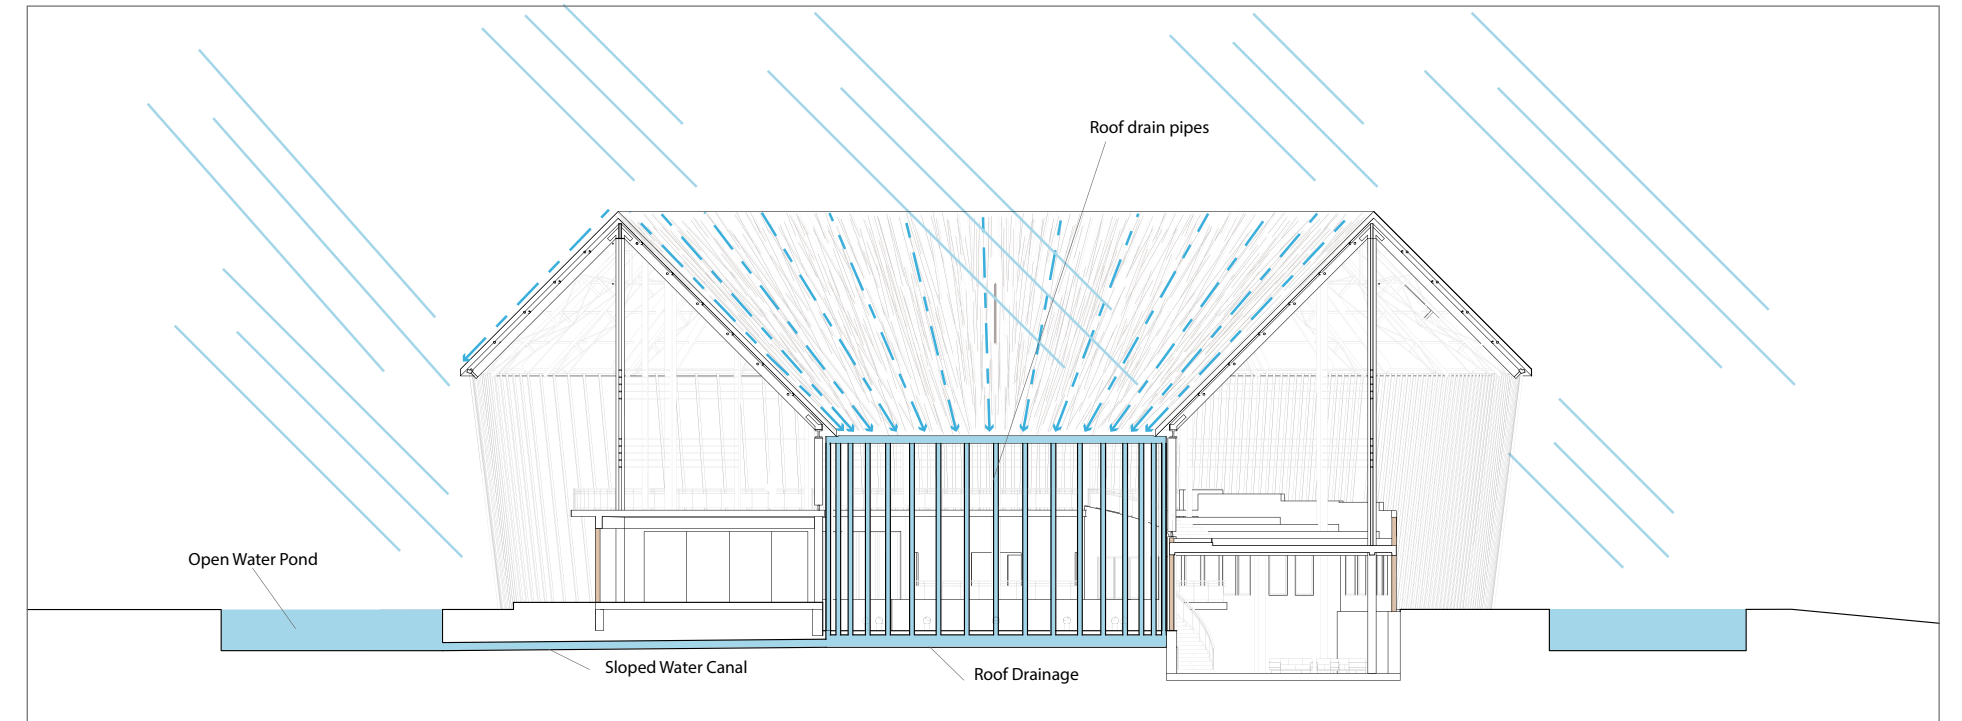 Roof drain pipes
Open Water Pond
Sloped Water Canal
Roof Drainage